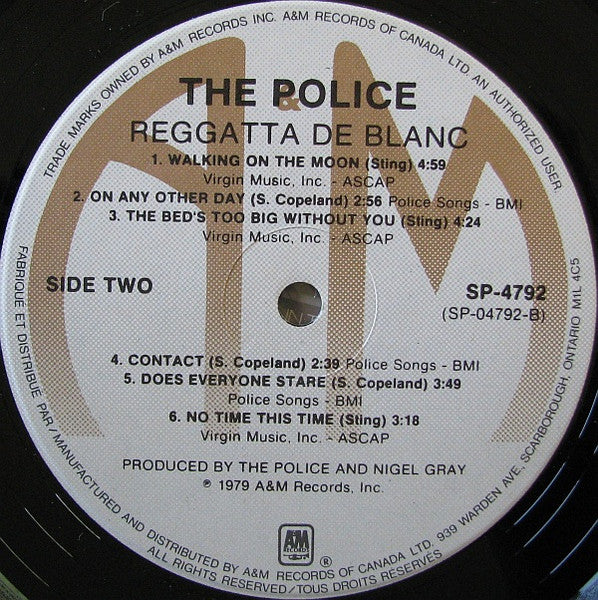 TRADE MARKS OWNED BY A&M RECORDS INC. A&M RECORDS OF CANADA LTD. AN AUTHORIZED USER.
THE POLICE
&
REGGATTA DE BLANC
1. WALKING ON THE MOON (Sting) 4:59
Virgin Music, Inc. - ASCAP
2. ON ANY OTHER DAY (S. Copeland) 2:56 Police Songs - BMI
3. THE BED'S TOO BIG WITHOUT YOU (Sting) 4:24
Virgin Music, Inc. - ASCAP
SIDE TWO
SP-4792
(SP-04792-B)
4. CONTACT (S. Copeland) 2:39 Police Songs - BMI
5. DOES EVERYONE STARE (S. Copeland) 3:49
Police Songs - BMI
6. NO TIME THIS TIME (Sting) 3:18
Virgin Music, Inc. - ASCAP
PRODUCED BY THE POLICE AND NIGEL GRAY
℗ 1979 A&M Records, Inc.
A&M
RECORDS
®
FABRIQUÉ ET DISTRIBUÉ PAR / MANUFACTURED AND DISTRIBUTED BY A&M RECORDS OF CANADA LTD. 939 WARDEN AVE, SCARBOROUGH, ONTARIO M1L 4C5
ALL RIGHTS RESERVED/TOUS DROITS RESERVÉS